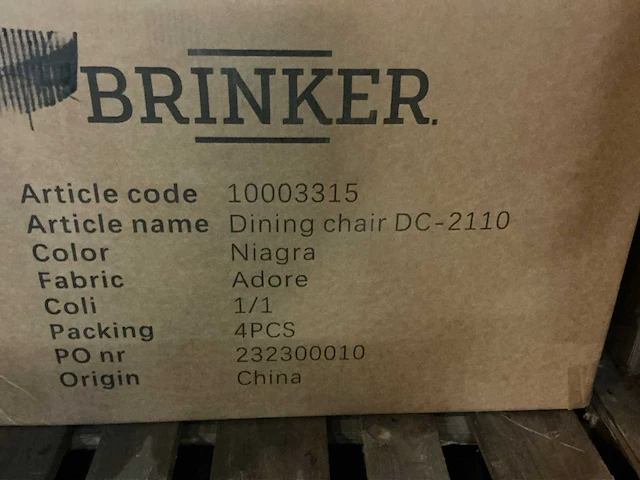 BRINKER.
Article code 10003315
Article name Dining chair DC-2110
Color Niagra
Fabric Adore
Coli 1/1
Packing 4PCS
PO nr 232300010
Origin China